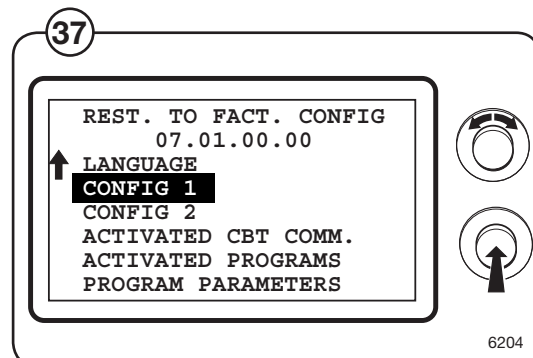 37
REST. TO FACT. CONFIG
07.01.00.00
LANGUAGE
CONFIG 1
CONFIG 2
ACTIVATED CBT COMM.
ACTIVATED PROGRAMS
PROGRAM PARAMETERS
6204